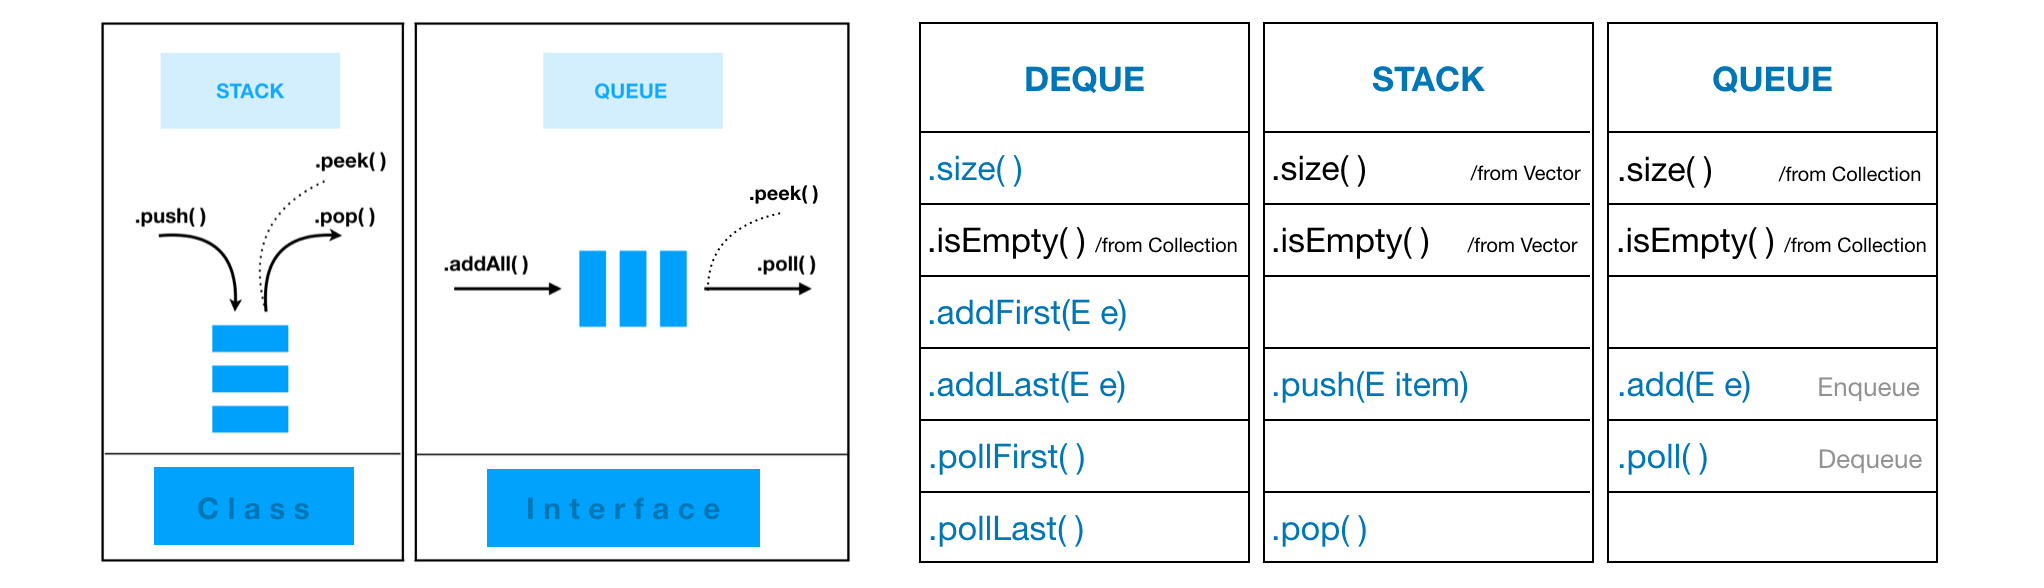 STACK
.peek( )
.push( )
.pop( )
Class
QUEUE
.peek( )
.addAll( )
.poll( )
Interface
DEQUE
.size( )
.isEmpty( ) /from Collection
.addFirst(E e)
.addLast(E e)
.pollFirst( )
.pollLast( )
STACK
.size( ) /from Vector
.isEmpty( ) /from Vector
.push(E item)
.pop( )
QUEUE
.size( ) /from Collection
.isEmpty( ) /from Collection
.add(E e) Enqueue
.poll( ) Dequeue